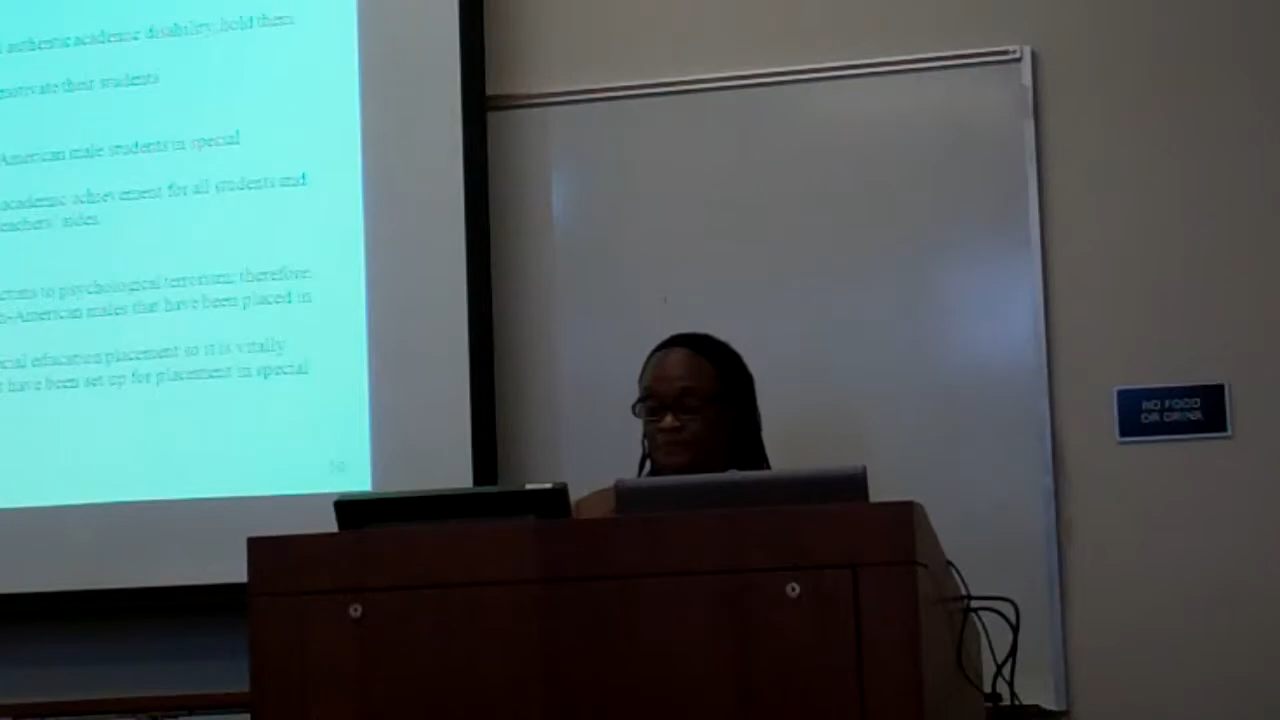 authentic academic disability, hold them
motivate their students
American male students in special
academic achievement for all students and
teachers' aides
to psychological terrorism; therefore,
-American males that have been placed in
education placement so it is vitally
have been set up for placement in special
NO FOOD
OR DRINK